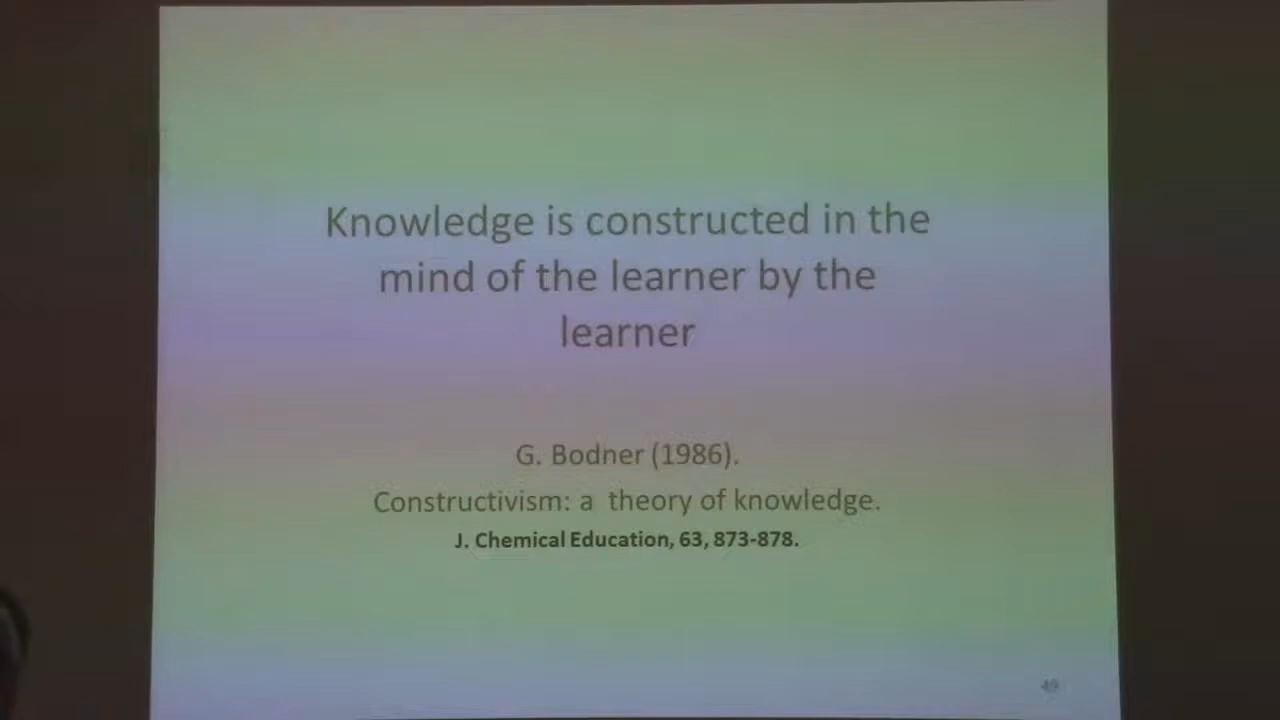 Knowledge is constructed in the
mind of the learner by the
learner
G. Bodner (1986).
Constructivism: a  theory of knowledge.
J. Chemical Education, 63, 873-878.
49